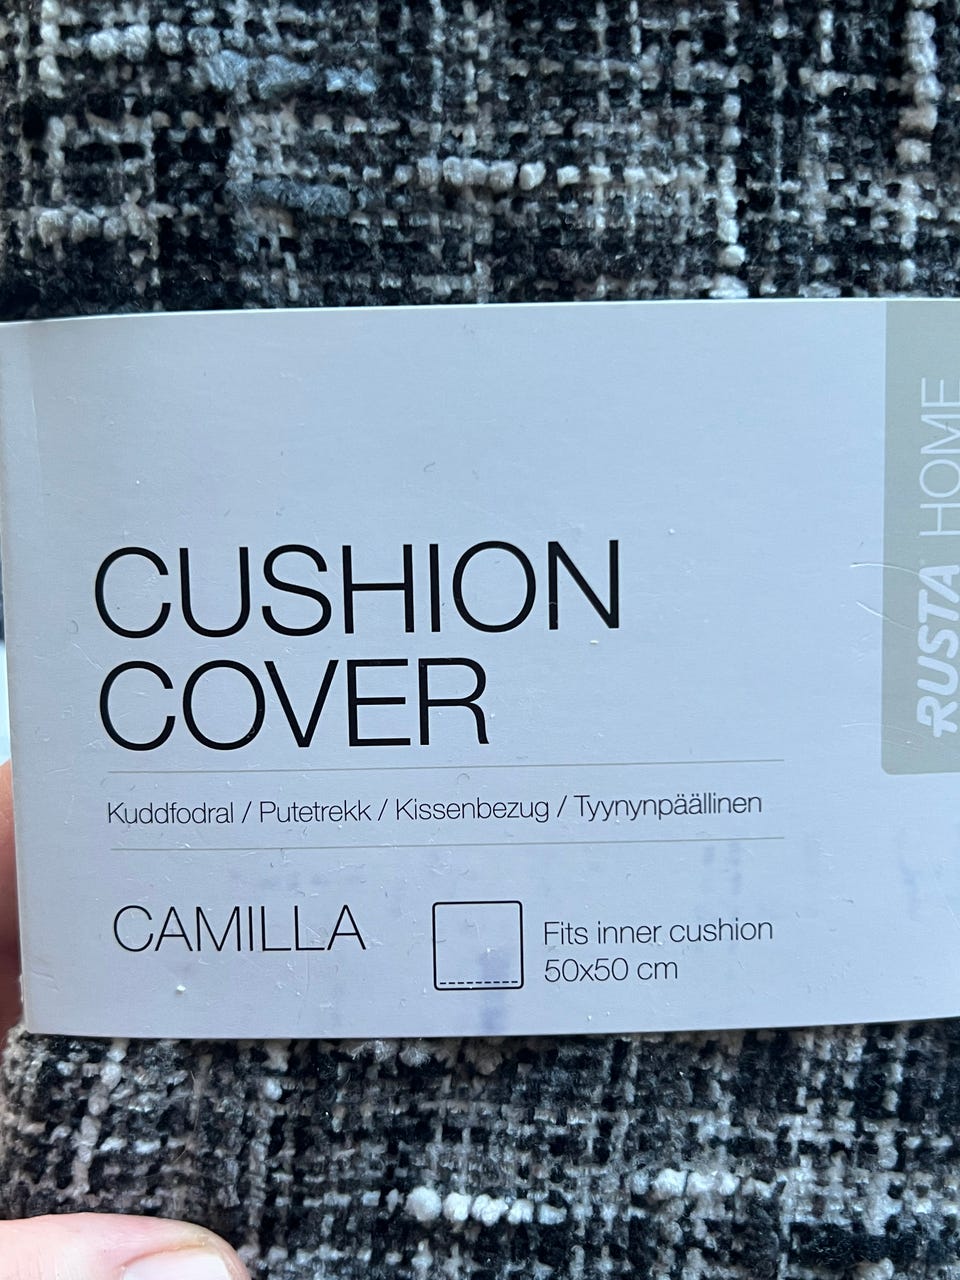 CUSHION
COVER
Kuddfodral / Putetrekk / Kissenbezug / Tyynynpäällinen
CAMILLA
Fits inner cushion
50x50 cm
RUSTA HOME